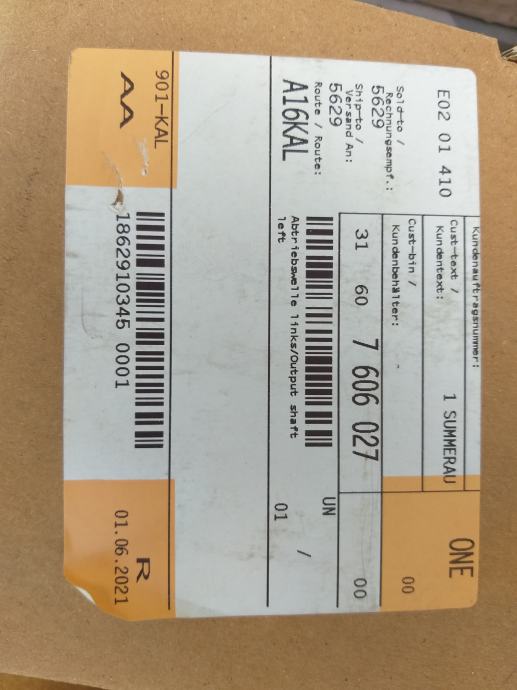 E02 01 410
Kundenauftragsnummer:
Cust-text /
Kundentext:
1 SUMMERAU
ONE
Sold-to /
Rechnungsempf.:
5629
Cust-bin /
Kundenbehälter:
00
Ship-to /
Versand An:
5629
31 60 7 606 027
00
Route / Route:
A16KAL
Abtriebswelle links/Output shaft
left
UN
01
/
901-KAL
AA
1862910345 0001
R
01.06.2021